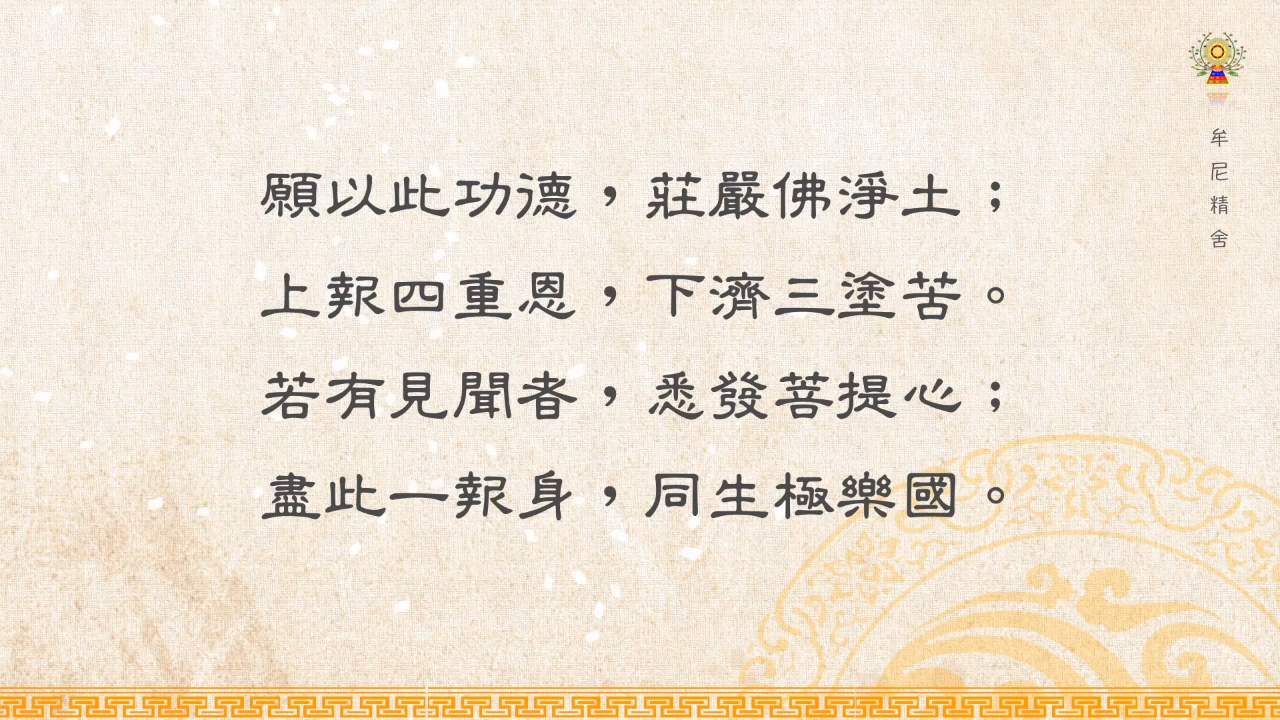 願以此功德，莊嚴佛淨土；
上報四重恩，下濟三塗苦。
若有見聞者，悉發菩提心；
盡此一報身，同生極樂國。
牟尼精舍